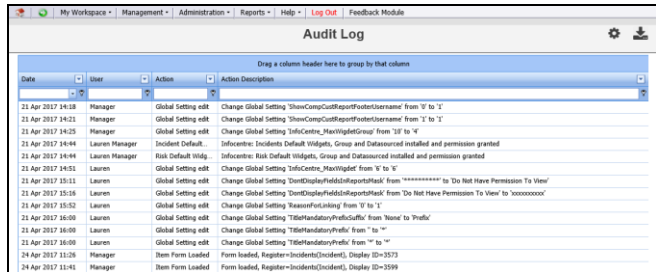 My Workspace Management Administration Reports Help Log Out Feedback Module
Audit Log
Drag a column header here to group by that column
Date User Action Action Description
21 Apr 2017 14:18 Manager Global Setting edit Change Global Setting 'ShowCompCustReportFooterUsername' from '0' to '1'
21 Apr 2017 14:21 Manager Global Setting edit Change Global Setting 'ShowCompCustReportFooterUsername' from '1' to '1'
21 Apr 2017 14:25 Manager Global Setting edit Change Global Setting 'InfoCentre_MaxWigdetGroup' from '10' to '4'
21 Apr 2017 14:44 Lauren Manager Incident Default... Infocentre: Incidents Default Widgets, Group and Datasourced installed and permission granted
21 Apr 2017 14:44 Lauren Manager Risk Default Widg... Infocentre: Risk Default Widgets, Group and Datasourced installed and permission granted
21 Apr 2017 14:51 Lauren Global Setting edit Change Global Setting 'InfoCentre_MaxWigdet' from '6' to '6'
21 Apr 2017 15:11 Lauren Global Setting edit Change Global Setting 'DontDisplayFieldsInReportsMask' from '**********' to 'Do Not Have Permission To View'
21 Apr 2017 15:16 Lauren Global Setting edit Change Global Setting 'DontDisplayFieldsInReportsMask' from 'Do Not Have Permission To View' to 'xxxxxxxxxx'
21 Apr 2017 15:52 Lauren Global Setting edit Change Global Setting 'ReasonForLinking' from '0' to '1'
21 Apr 2017 16:00 Lauren Global Setting edit Change Global Setting 'TitleMandatoryPrefixSuffix' from 'None' to 'Prefix'
21 Apr 2017 16:00 Lauren Global Setting edit Change Global Setting 'TitleMandatoryPrefix' from '' to '*'
21 Apr 2017 16:00 Lauren Global Setting edit Change Global Setting 'TitleMandatoryPrefix' from '*' to '*'
24 Apr 2017 11:26 Manager Item Form Loaded Form loaded, Register=Incidents(Incident), Display ID=3573
24 Apr 2017 11:41 Manager Item Form Loaded Form loaded, Register=Incidents(Incident), Display ID=3599